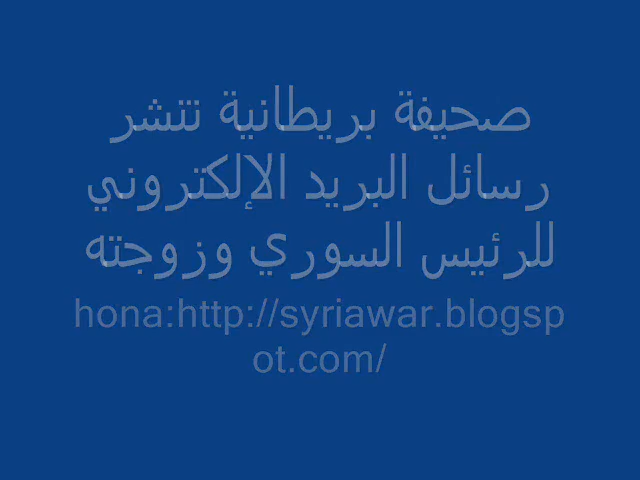 صحيفة بريطانية تنشر
رسائل البريد الإلكتروني
للرئيس السوري وزوجته
hona:http://syriawar.blogsp
ot.com/